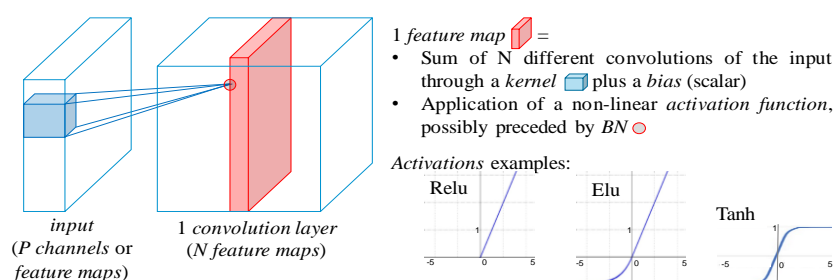 1 feature map =
• Sum of N different convolutions of the input
through a kernel plus a bias (scalar)
• Application of a non-linear activation function,
possibly preceded by BN
Activations examples:
Relu
1
-5
0
5
Elu
1
-5
0
5
Tanh
1
-5
0
5
input
(P channels or
feature maps)
1 convolution layer
(N feature maps)